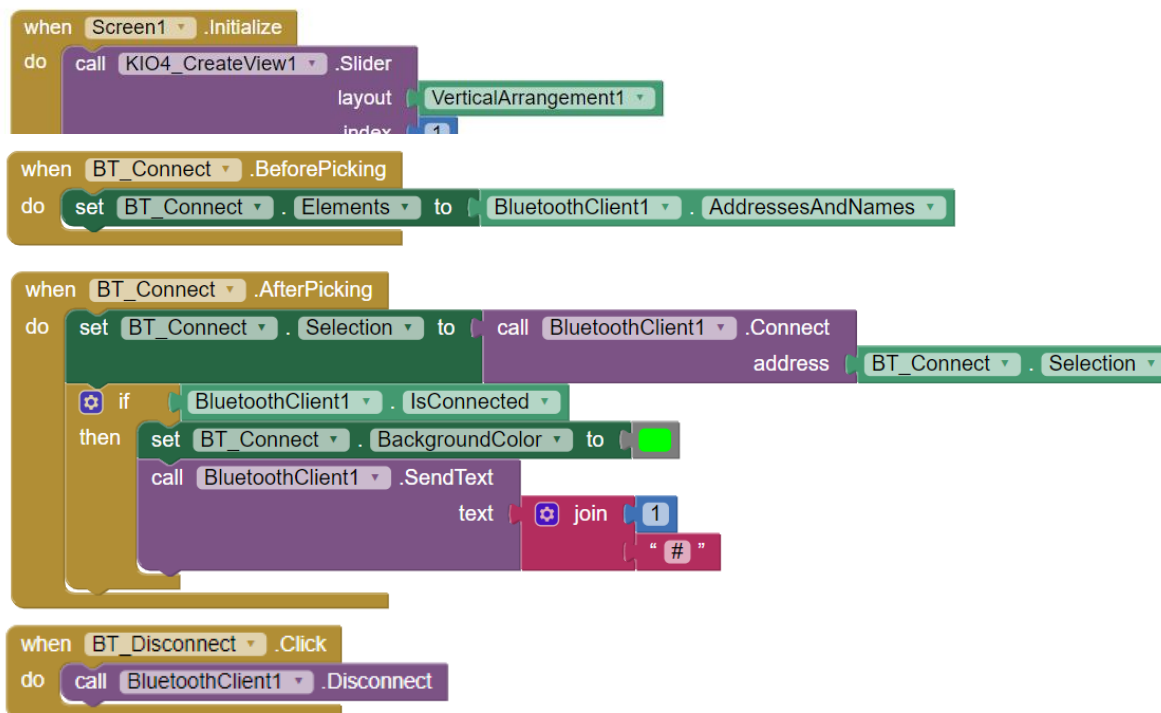 when Screen1 .Initialize
do call KIO4_CreateView1 .Slider
layout VerticalArrangement1
index 1
when BT_Connect .BeforePicking
do set BT_Connect . Elements to BluetoothClient1 . AddressesAndNames
when BT_Connect .AfterPicking
do set BT_Connect . Selection to call BluetoothClient1 .Connect
address BT_Connect . Selection
if BluetoothClient1 . IsConnected
then set BT_Connect . BackgroundColor to
call BluetoothClient1 .SendText
text join 1
“ # ”
when BT_Disconnect .Click
do call BluetoothClient1 .Disconnect